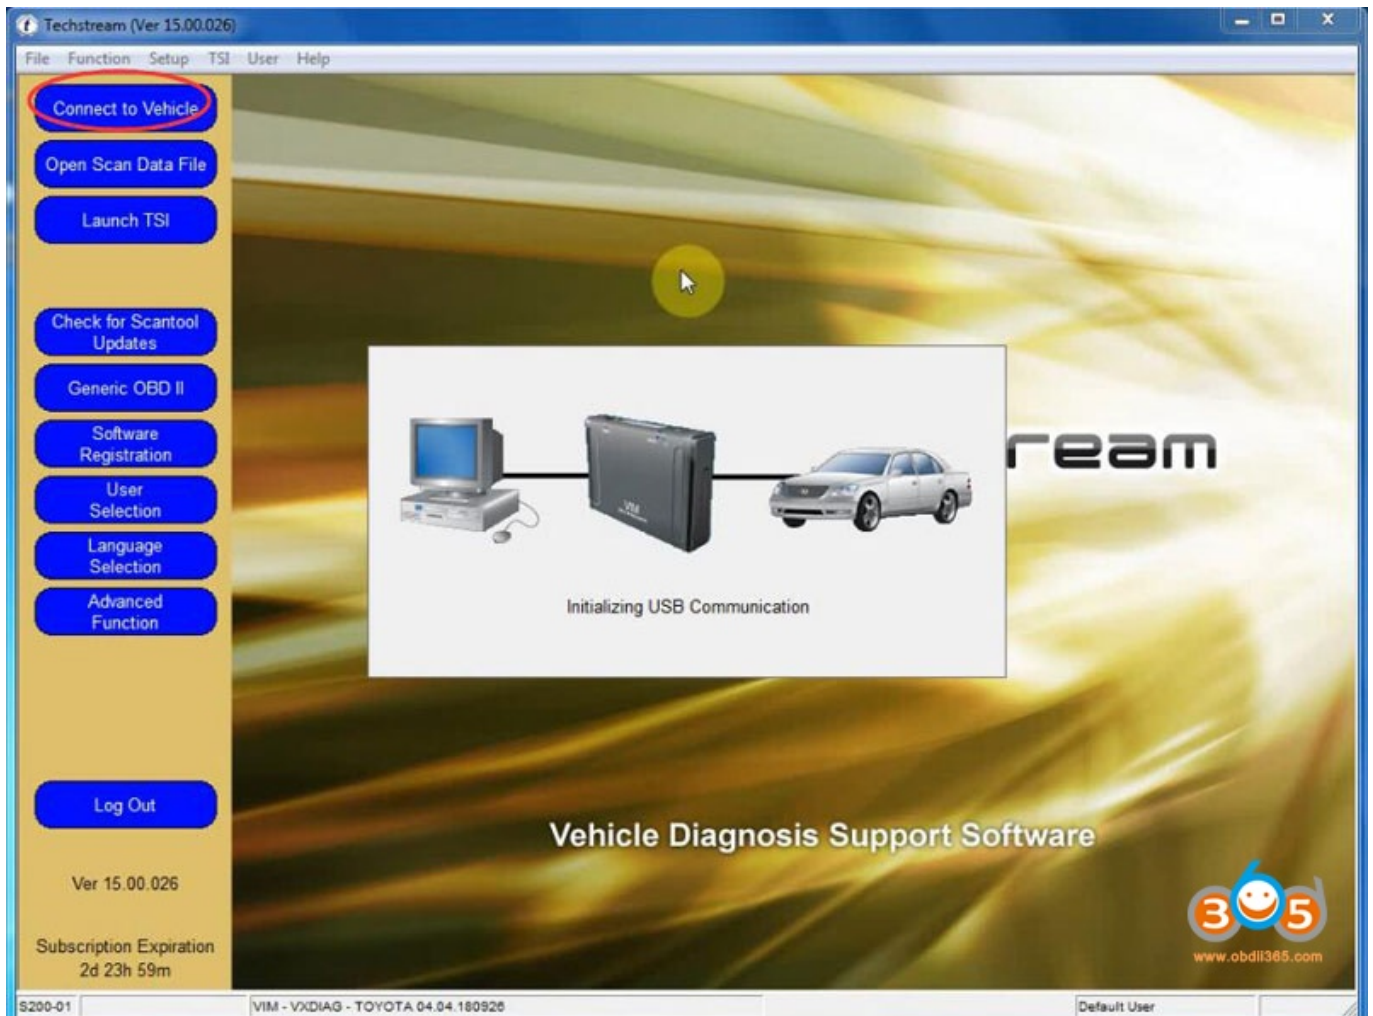 Techstream (Ver 15.00.026)
File Function Setup TSI User Help
Connect to Vehicle
Open Scan Data File
Launch TSI
Check for Scantool
Updates
Generic OBD II
Software
Registration
User
Selection
Language
Selection
Advanced
Function
Log Out
Ver 15.00.026
Subscription Expiration
2d 23h 59m
ream
VIM
Initializing USB Communication
Vehicle Diagnosis Support Software
365
www.obdii365.com
S200-01
VIM - VXDIAG - TOYOTA 04.04.180926
Default User